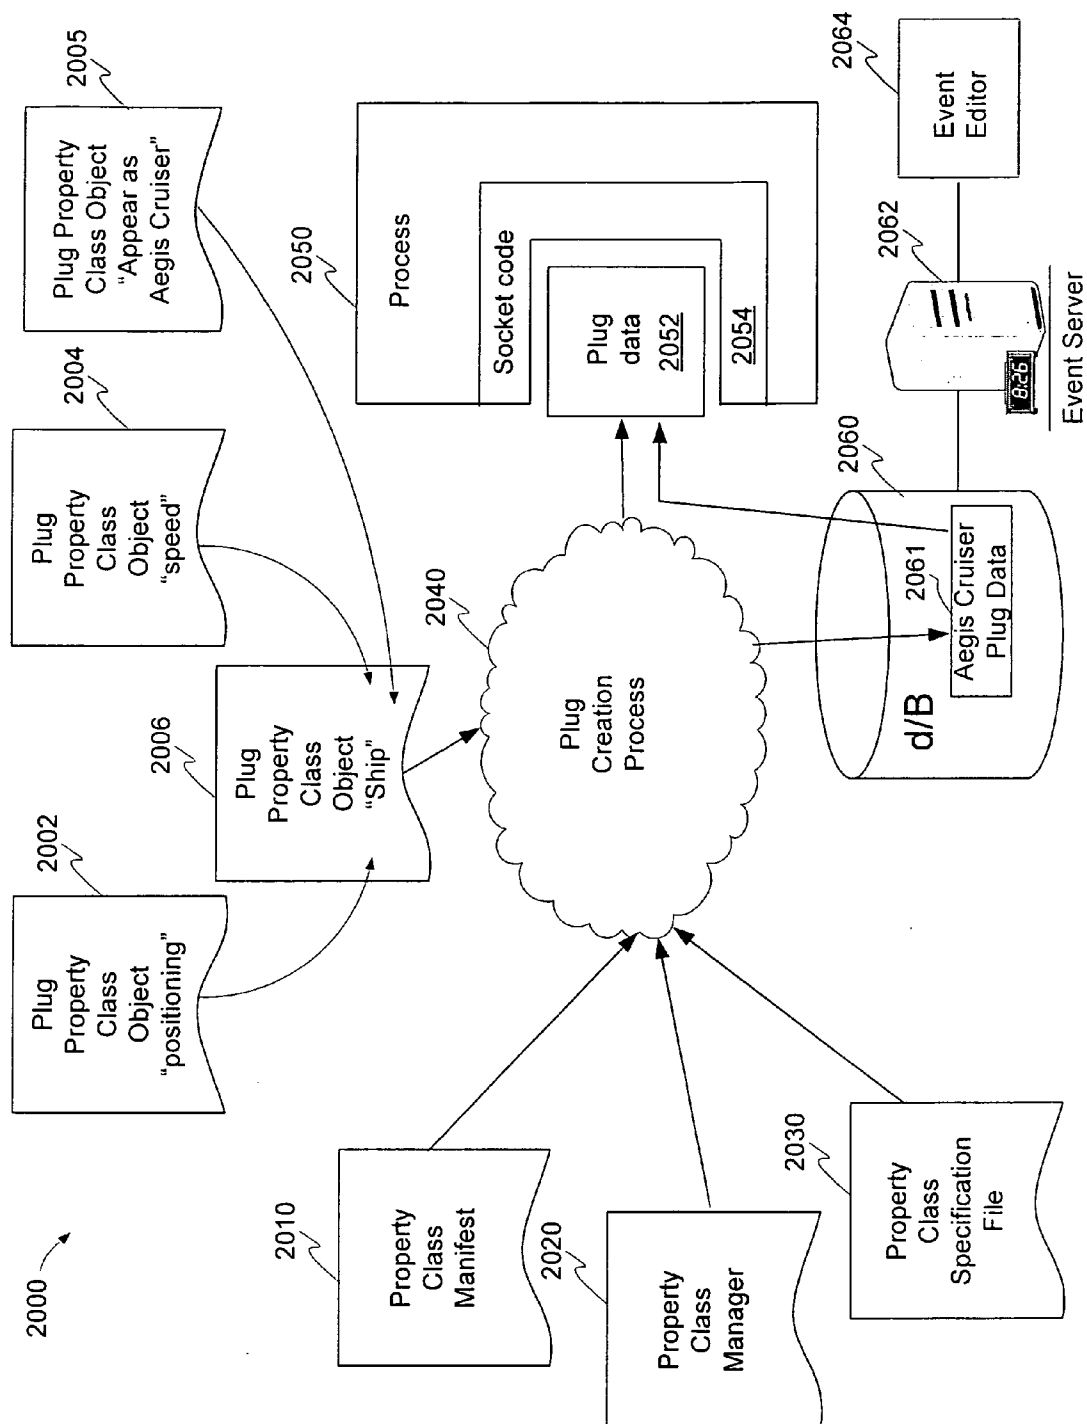 2000
2002
Plug
Property
Class
Object
“positioning”
2004
Plug
Property
Class
Object
“speed”
2005
Plug Property
Class Object
“Appear as
Aegis Cruiser”
2006
Plug
Property
Class
Object
“Ship”
2010
Property
Class
Manifest
2020
Property
Class
Manager
2030
Property
Class
Specification
File
2040
Plug
Creation
Process
2050
Process
Socket code
Plug
data
2052
2054
2060
d/B
2061
Aegis Cruiser
Plug Data
2062
8:26
Event Server
2064
Event
Editor